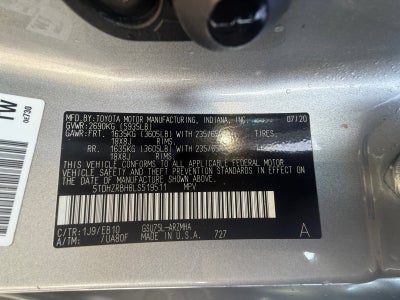 MFD.BY:TOYOTA MOTOR MANUFACTURING, INDIANA, INC. 07/20
GVWR:2690KG (5935LB)
GAWR:FRT. 1635KG (3605LB) WITH 235/65 TIRES,
18X8J RIMS,
RR. 1635KG (3605LB) WITH 235/65
18X8J RIMS,
THIS VEHICLE CONFORMS TO ALL APPLICABLE FEDERAL MOTOR
VEHICLE SAFETY AND THEFT PREVENTION STANDARDS IN
EFFECT ON THE DATE OF MANUFACTURE SHOWN ABOVE.
5TDHZRBH8LS519511
C/TR:1J9/EB10 GSU75L-ARZMHA
A/TM: /UA80F MADE IN U.S.A. 727
A